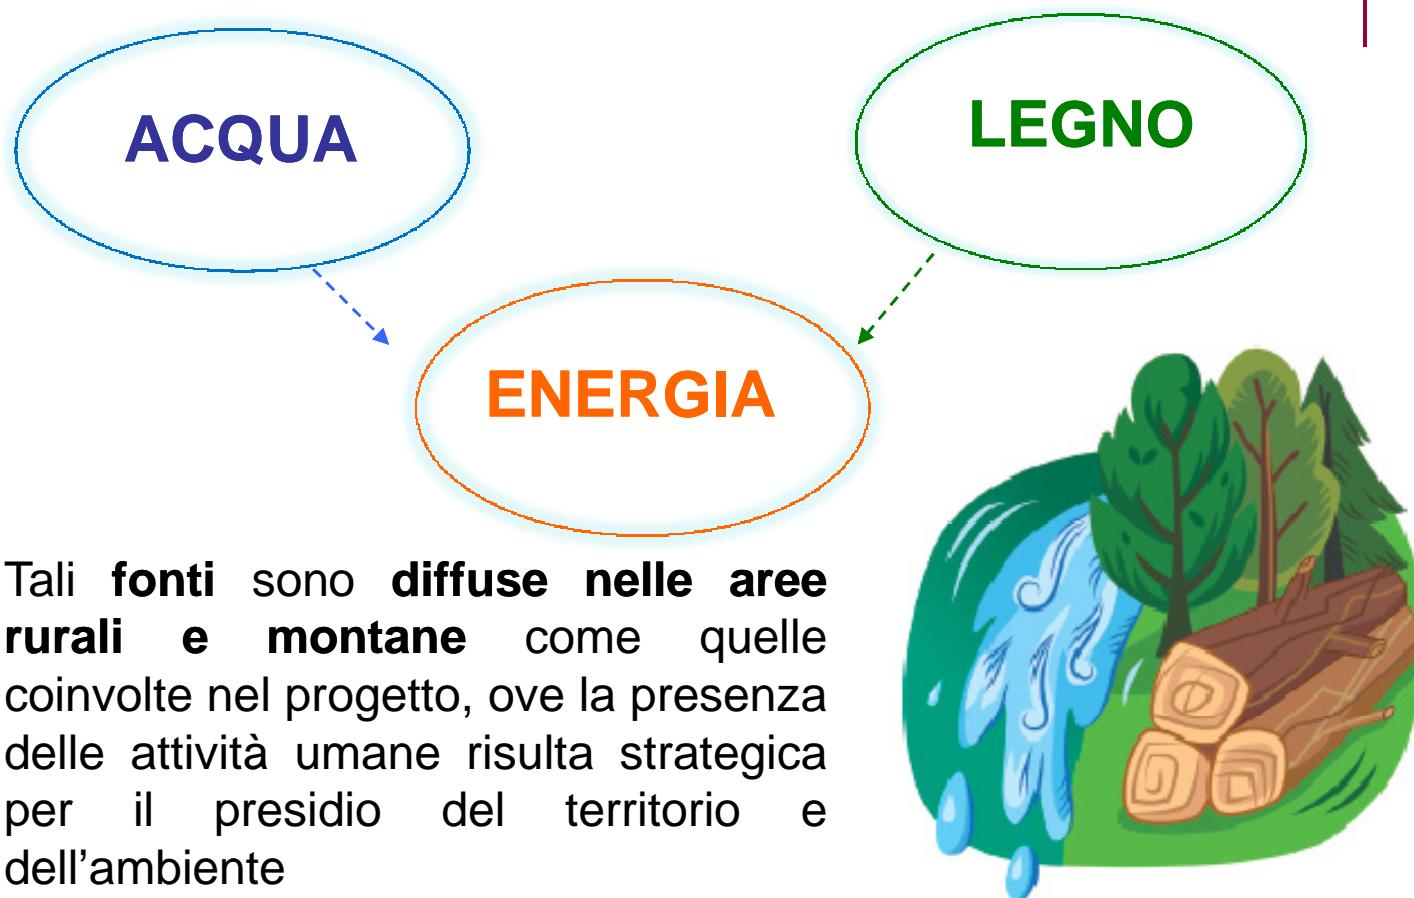 ACQUA
LEGNO
ENERGIA
Tali fonti sono diffuse nelle aree
rurali e montane come quelle
coinvolte nel progetto, ove la presenza
delle attività umane risulta strategica
per il presidio del territorio e
dell’ambiente